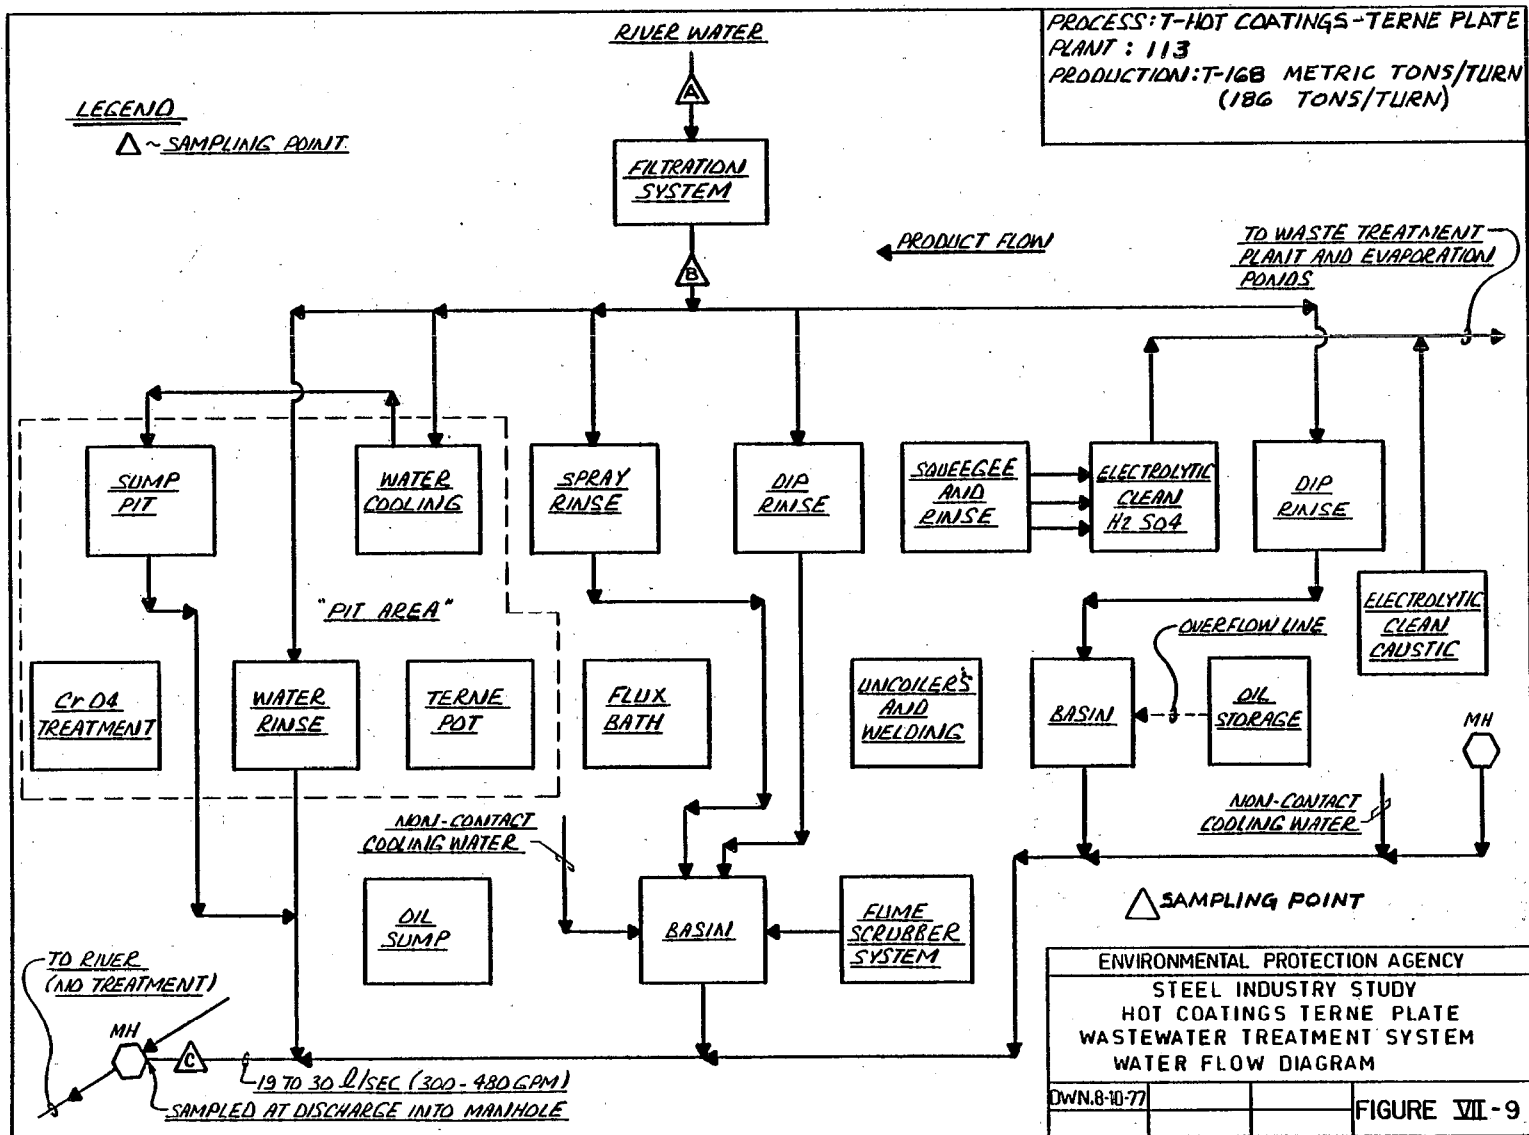 RIVER WATER
PROCESS: T-HOT COATINGS-TERNE PLATE
PLANT : 113
PRODUCTION: T-168 METRIC TONS/TURN
(186 TONS/TURN)
LEGEND
~ SAMPLING POINT
A
FILTRATION
SYSTEM
PRODUCT FLOW
B
TO WASTE TREATMENT
PLANT AND EVAPORATION
PONDS
SUMP
PIT
WATER
COOLING
SPRAY
RINSE
DIP
RINSE
SQUEEGEE
AND
RINSE
ELECTROLYTIC
CLEAN
H2 SO4
DIP
RINSE
"PIT AREA"
ELECTROLYTIC
CLEAN
CAUSTIC
OVERFLOW LINE
Cr O4
TREATMENT
WATER
RINSE
TERNE
POT
FLUX
BATH
UNCOILER'S
AND
WELDING
BASIN
OIL
STORAGE
MH
NON-CONTACT
COOLING WATER
NON-CONTACT
COOLING WATER
OIL
SUMP
BASIN
FUME
SCRUBBER
SYSTEM
SAMPLING POINT
TO RIVER
(NO TREATMENT)
MH
C
19 TO 30 l/SEC (300-480 GPM)
SAMPLED AT DISCHARGE INTO MANHOLE
ENVIRONMENTAL PROTECTION AGENCY
STEEL INDUSTRY STUDY
HOT COATINGS TERNE PLATE
WASTEWATER TREATMENT SYSTEM
WATER FLOW DIAGRAM
DWN.8-10-77
FIGURE VII-9